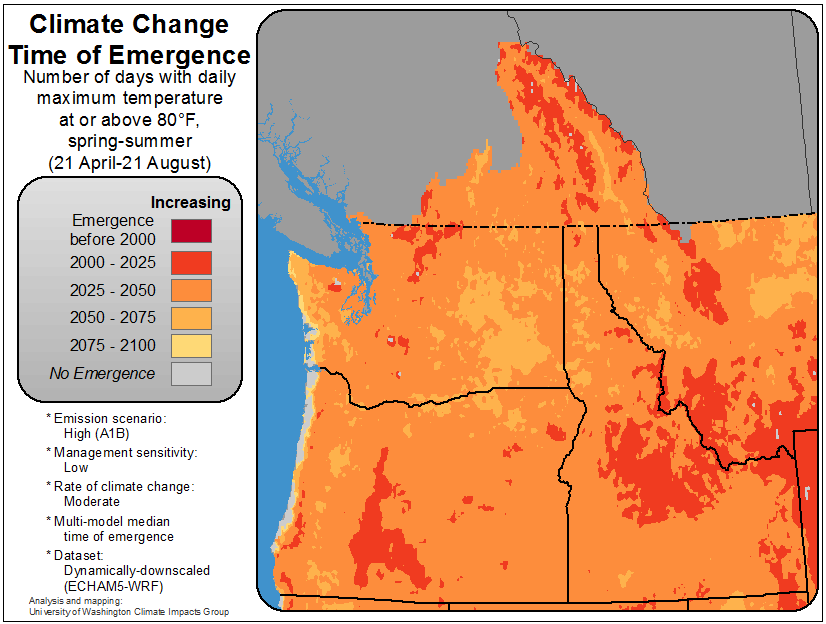 Climate Change
Time of Emergence
Number of days with daily
maximum temperature
at or above 80°F,
spring-summer
(21 April-21 August)
Increasing
Emergence
before 2000
2000 - 2025
2025 - 2050
2050 - 2075
2075 - 2100
No Emergence
* Emission scenario:
High (A1B)
* Management sensitivity:
Low
* Rate of climate change:
Moderate
* Multi-model median
time of emergence
* Dataset:
Dynamically-downscaled
(ECHAM5-WRF)
Analysis and mapping:
University of Washington Climate Impacts Group